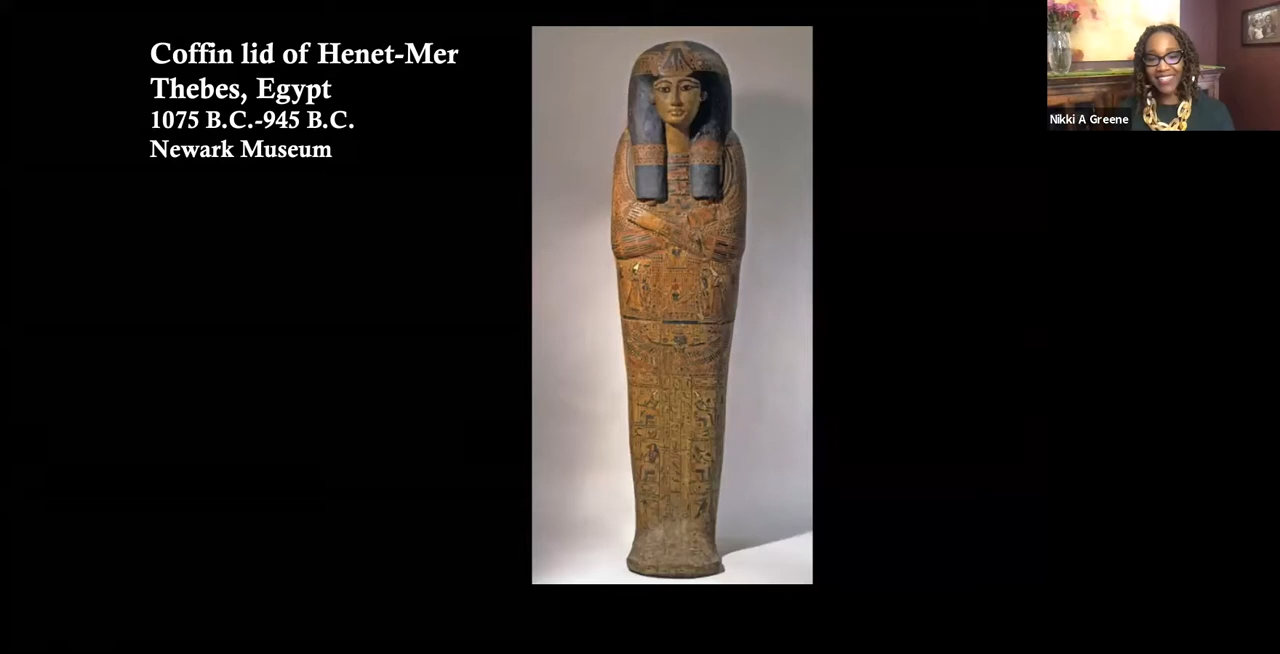 Coffin lid of Henet-Mer
Thebes, Egypt
1075 B.C.-945 B.C.
Newark Museum
Nikki A Greene